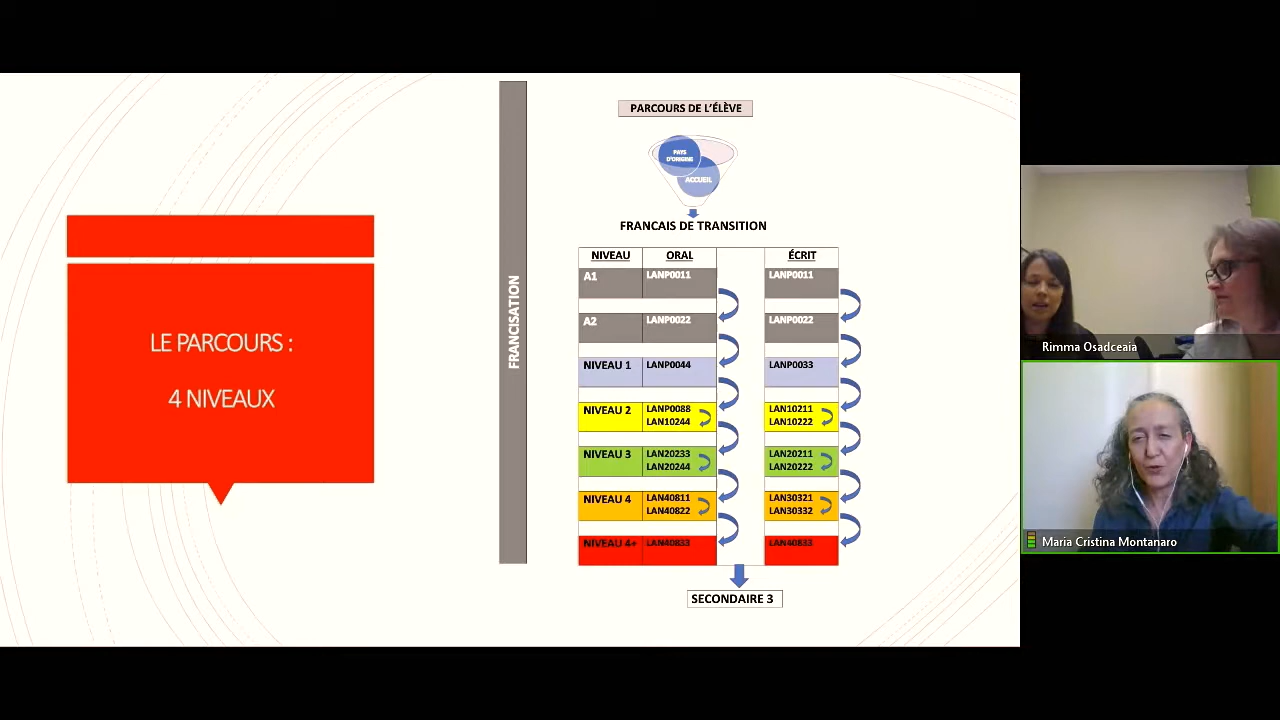 LE PARCOURS :
4 NIVEAUX
FRANCISATION
PARCOURS DE L'ÉLÈVE
PAYS
D'ORIGINE
ACCUEIL
FRANCAIS DE TRANSITION
NIVEAU ORAL ÉCRIT
A1 LANP0011 LANP0011
A2 LANP0022 LANP0022
NIVEAU 1 LANP0044 LANP0033
NIVEAU 2 LANP0088 LAN10211
LAN10244 LAN10222
NIVEAU 3 LAN20233 LAN20211
LAN20244 LAN20222
NIVEAU 4 LAN40811 LAN30321
LAN40822 LAN30332
NIVEAU 4+ LAN40833 LAN40833
SECONDAIRE 3
Rimma Osadceaia
Maria Cristina Montanaro